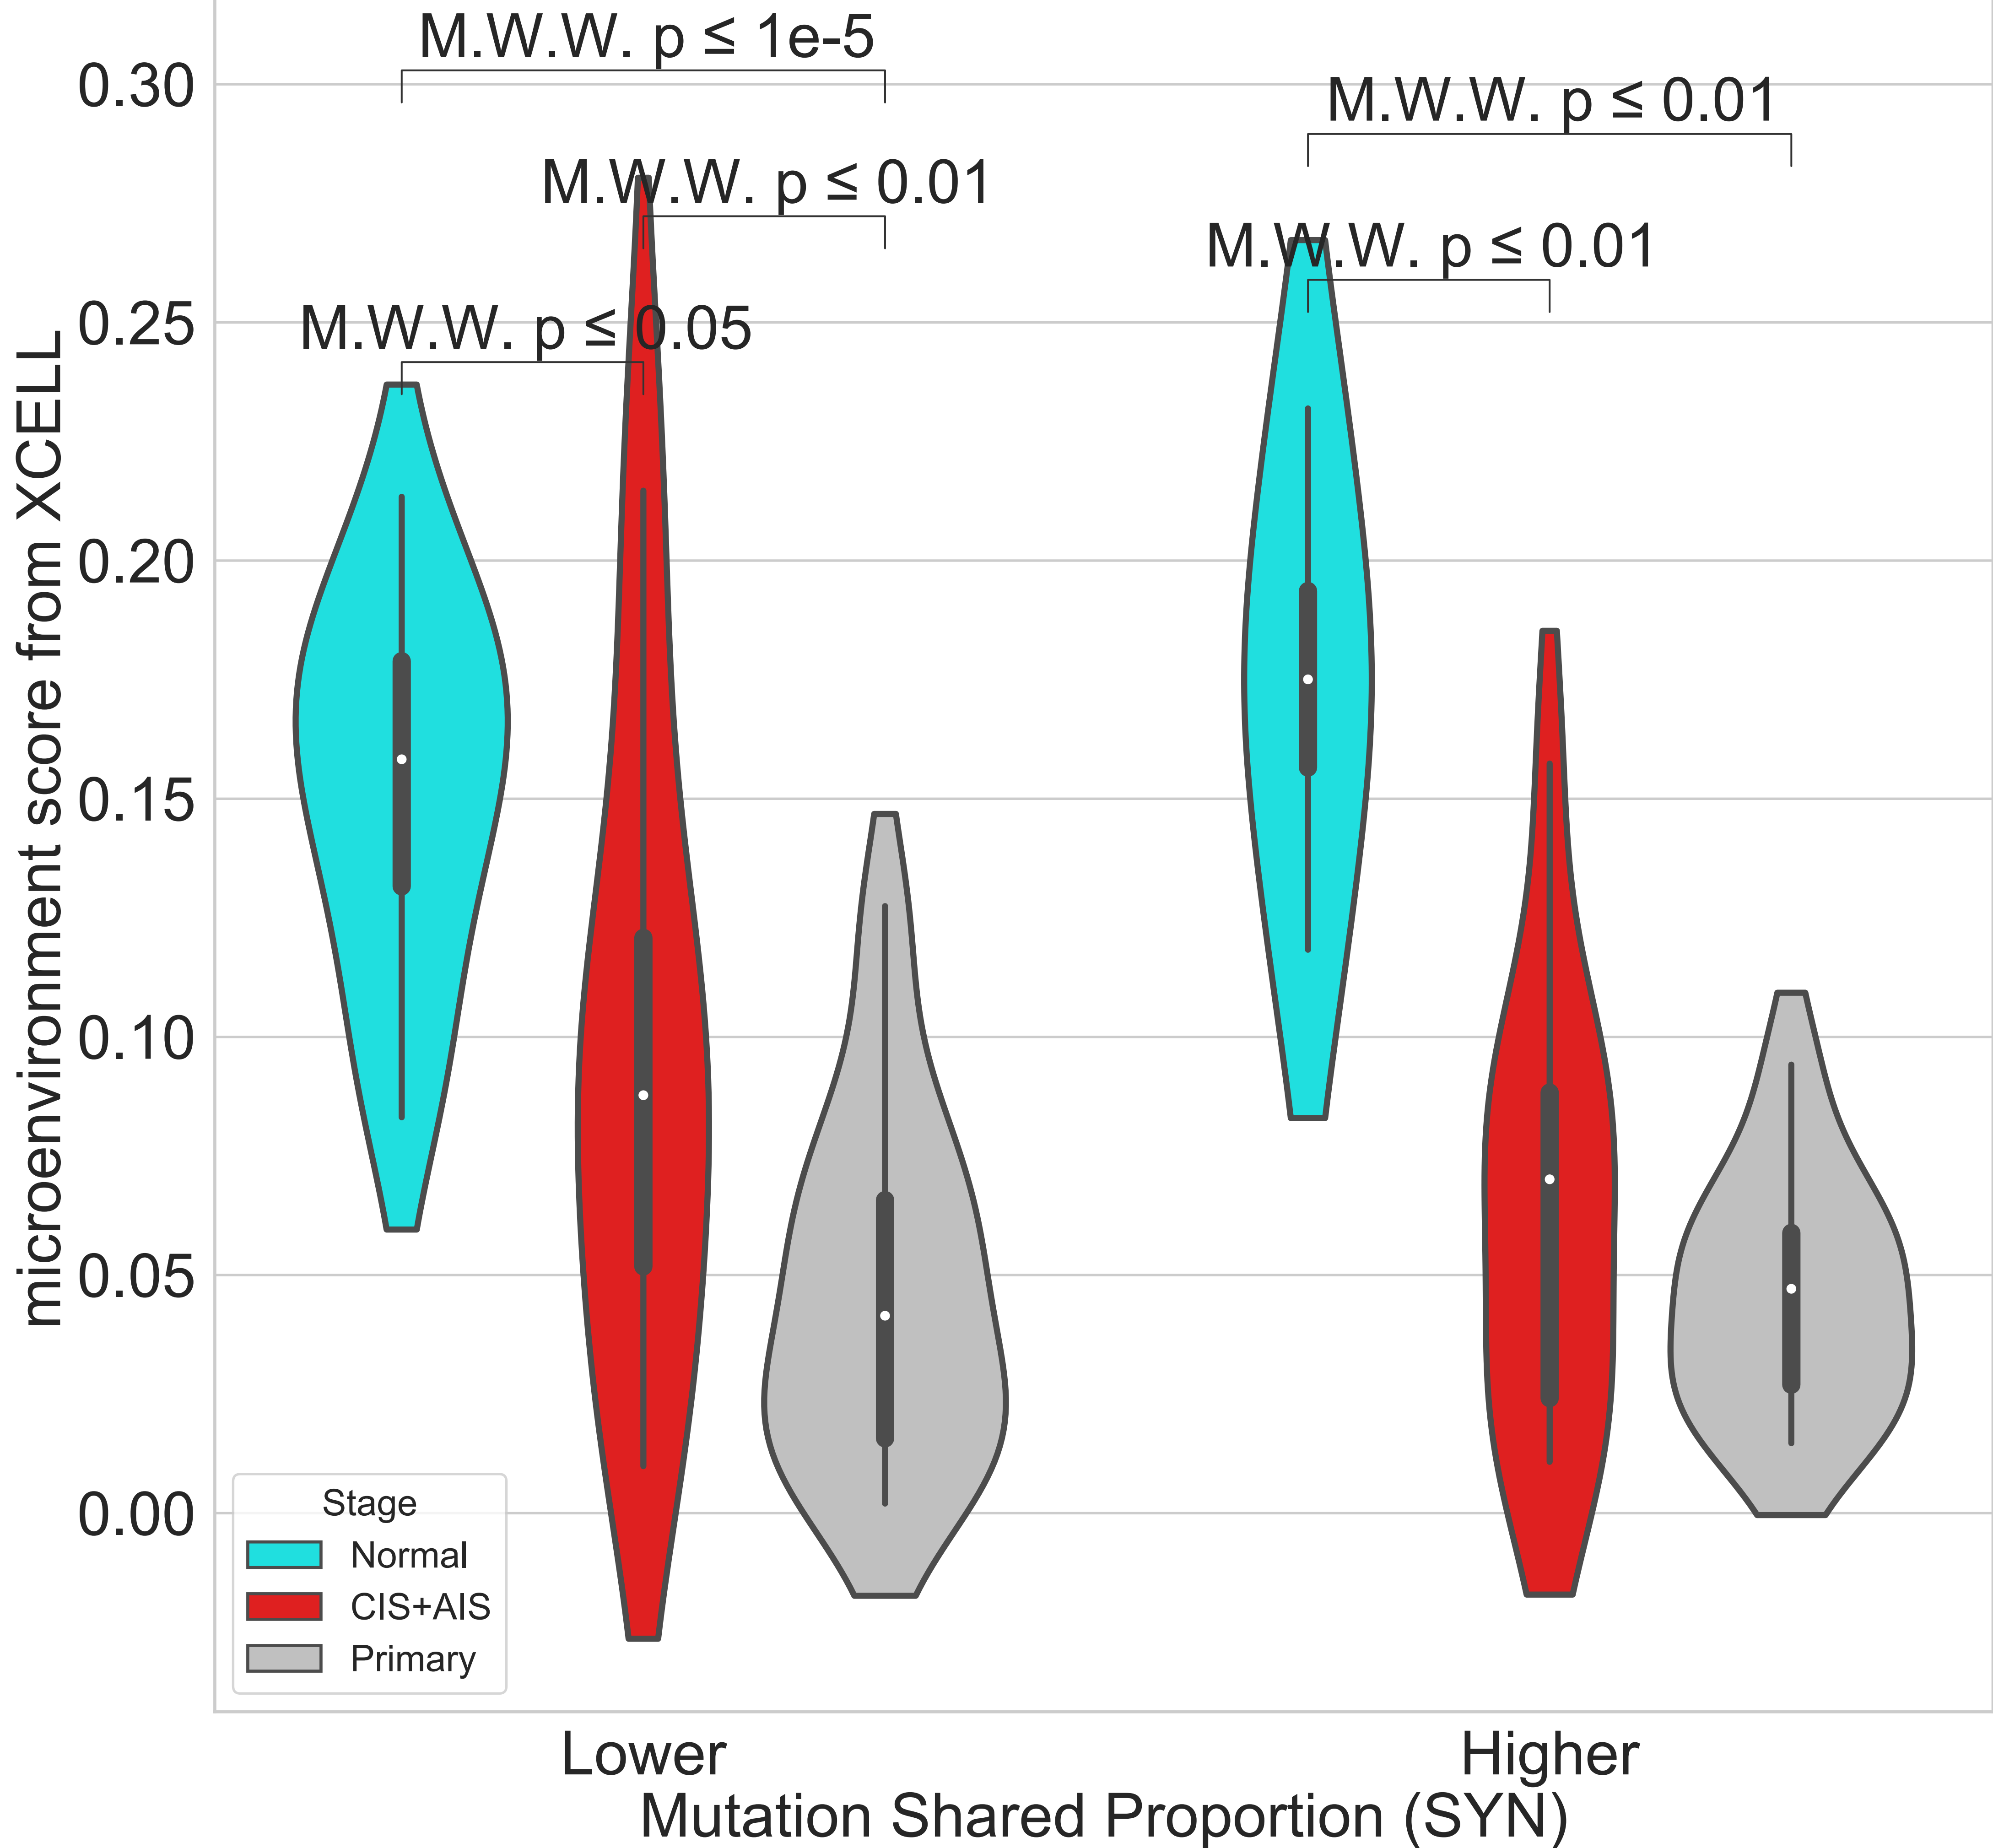 M.W.W. p ≤ 1e-5
M.W.W. p ≤ 0.01
M.W.W. p ≤ 0.01
M.W.W. p ≤ 0.01
M.W.W. p ≤ 0.05
microenvironment score from XCELL
0.30
0.25
0.20
0.15
0.10
0.05
0.00
Stage
Normal
CIS+AIS
Primary
Lower
Higher
Mutation Shared Proportion (SYN)